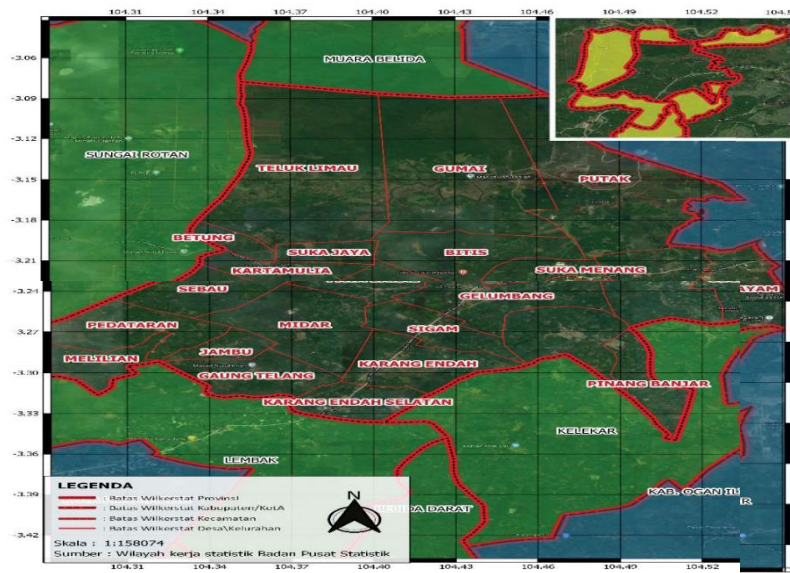 104.31 104.34 104.37 104.40 104.43 104.46 104.49 104.52
-3.06
MUARA BELIDA
-3.09
-3.12
SUNGAI ROTAN
-3.15
TELUK LIMAU
GUMAI
PUTAK
-3.18
BETUNG
SUKA JAYA
BITIS
-3.21
KARTAMULIA
SUKA MENANG
-3.24
SEBAU
GELUMBANG
AYAM
-3.27
PEDATARAN
MIDAR
SIGAM
MELILIAN
JAMBU
KARANG ENDAH
-3.30
GAUNG TELANG
PINANG BANJAR
KARANG ENDAH SELATAN
-3.33
KELEKAR
-3.36
LEMBAK
-3.39
KAB. OGAN
DARAT
R
-3.42
LEGENDA
: Batas Wilkerstat Provinsi
: Batas Wilkerstat Kabupaten/KotA
: Batas Wilkerstat Kecamatan
: Batas Wilkerstat Desa\Kelurahan
N
Skala : 1:158074
Sumber : Wilayah kerja statistik Badan Pusat Statistik
104.31 104.34 104.37 104.40 104.43 104.46 104.49 104.52